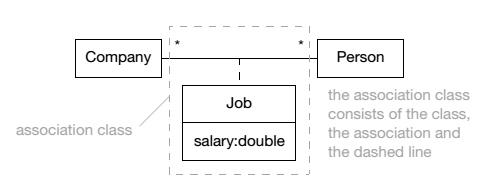 * *
Company Person
Job
salary:double
association class
the association class
consists of the class,
the association and
the dashed line